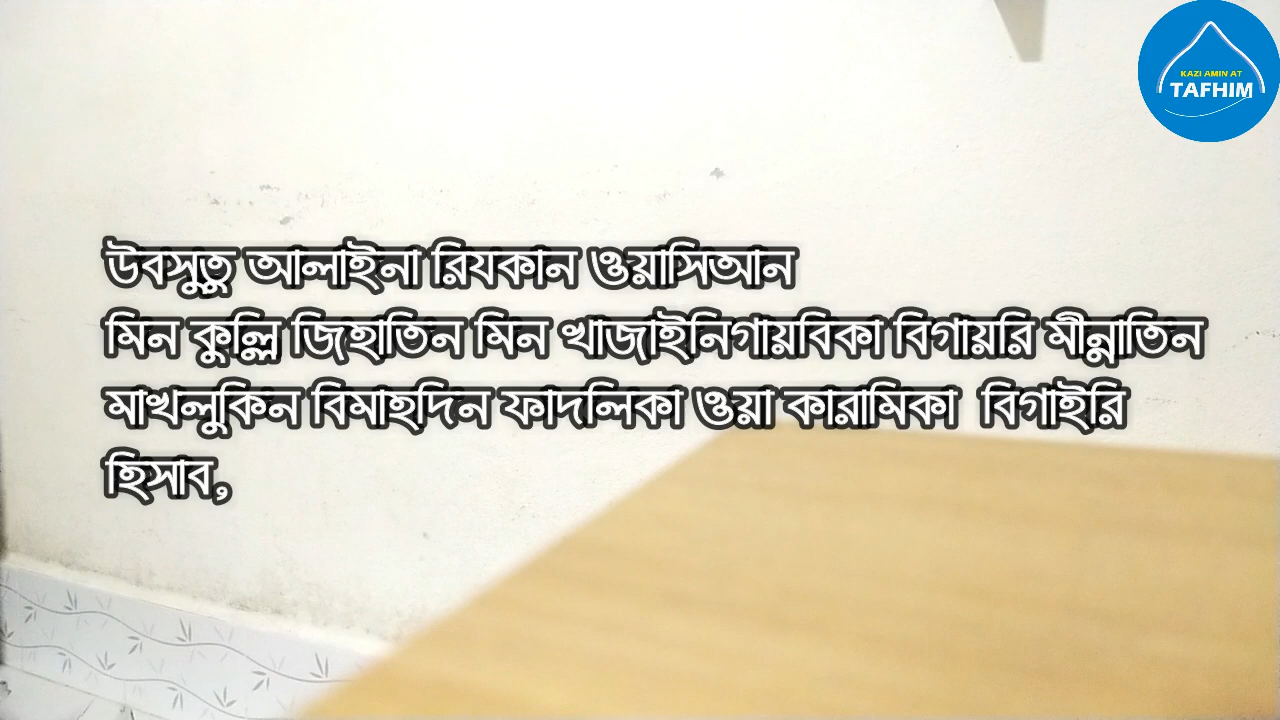 KAZI AMIN AT
TAFHIM
উবসুতু আলাইনা রিযকান ওয়াসিআন
মিন কুল্লি জিহাতিন মিন খাজাইনিগায়বিকা বিগায়রি মীন্নাতিন
মাখলুকিন বিমাহদিন ফাদলিকা ওয়া কারামিকা বিগাইরি
হিসাব,